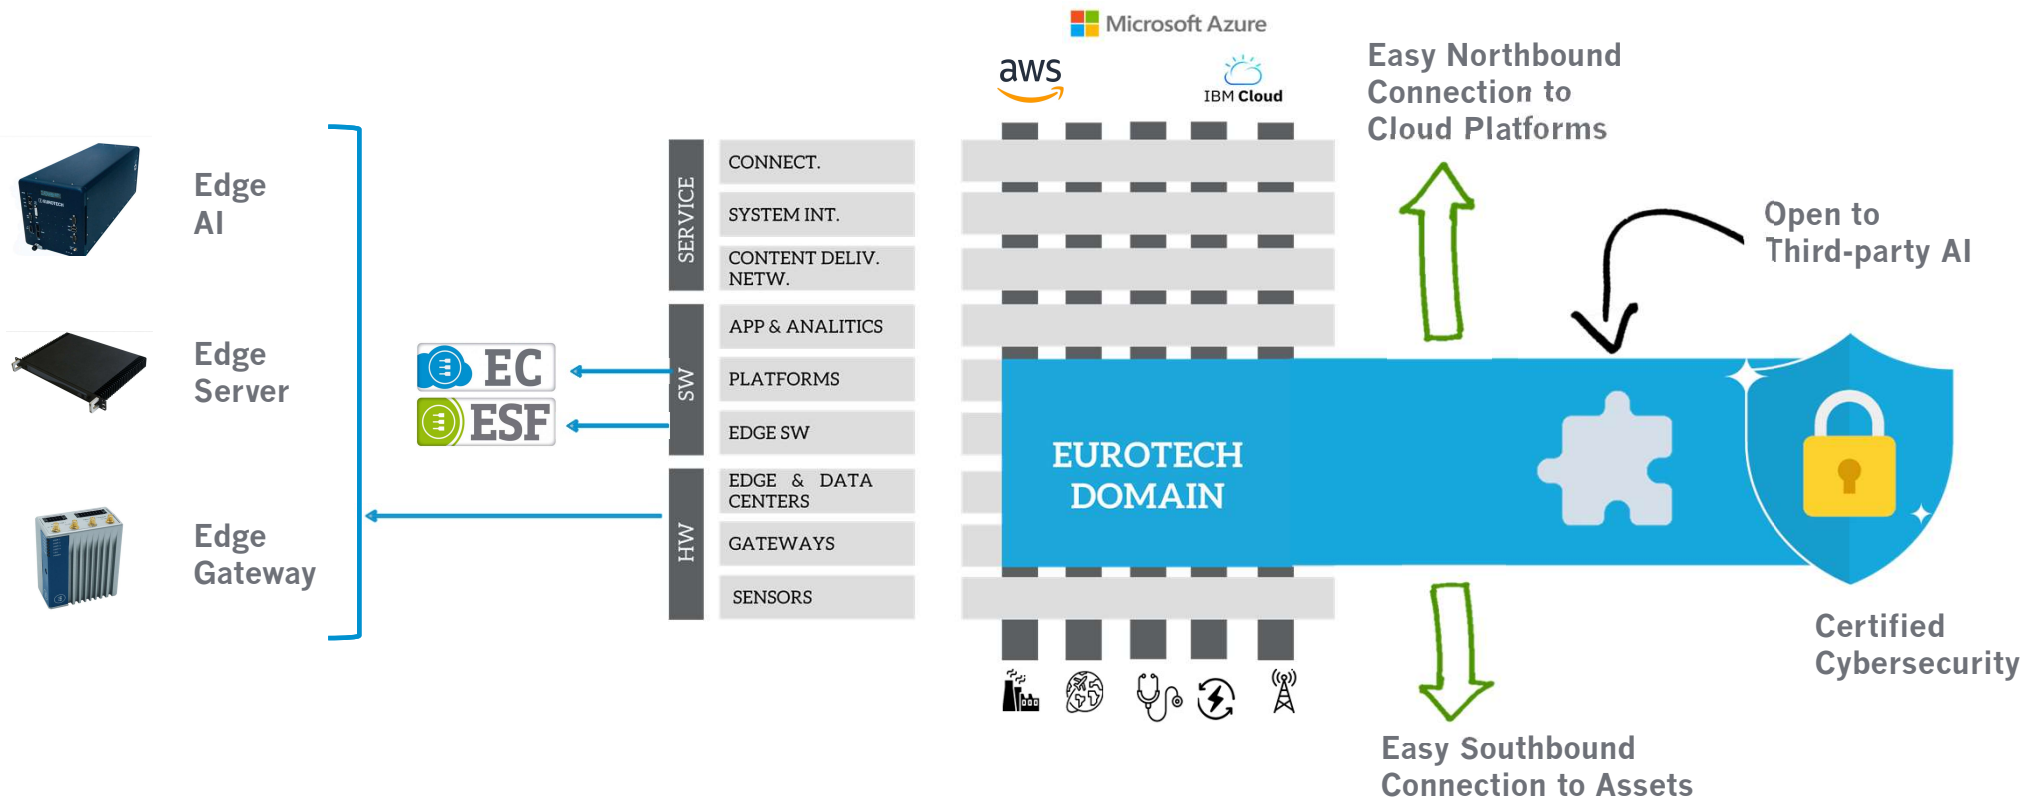 Microsoft Azure
aws
IBM Cloud
Easy Northbound
Connection to
Cloud Platforms
Edge
AI
EUROTECH
Edge
Server
Edge
Gateway
EC
ESF
SERVICE
CONNECT.
SYSTEM INT.
CONTENT DELIV.
NETW.
SW
APP & ANALITICS
PLATFORMS
EDGE SW
HW
EDGE & DATA
CENTERS
GATEWAYS
SENSORS
EUROTECH
DOMAIN
Open to
Third-party AI
Certified
Cybersecurity
Easy Southbound
Connection to Assets